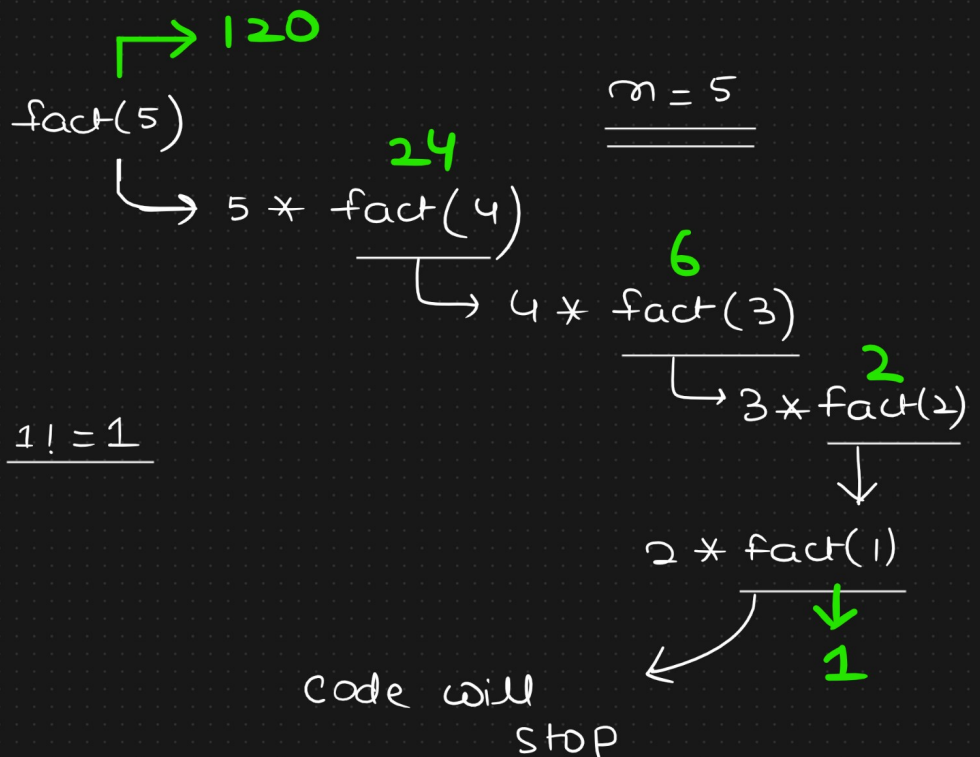 120
fact(5)
n = 5
24
5 * fact(4)
6
4 * fact(3)
2
3 * fact(2)
1! = 1
2 * fact(1)
1
code will
stop